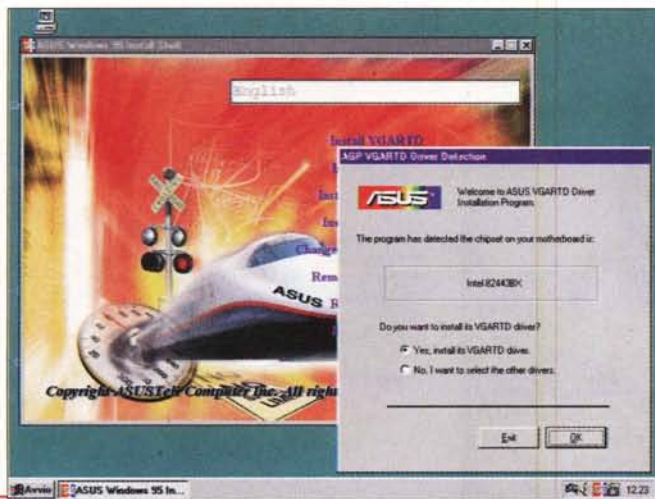 ASUS Windows 95 Install Shell
English
Install VGARTD
Change
ASUS
Copyright ASUSTek Computer Inc. All righ
AGP VGARTD Driver Detection
ASUS
Welcome to ASUS VGARTD Driver
Installation Program.
The program has detected the chipset on your motherboard is:
Intel 82443BX
Do you want to install its VGARTD driver?
Yes, install its VGARTD driver.
No, I want to select the other drivers.
Exit
OK
Avvio
ASUS Windows 95 In...
12.23